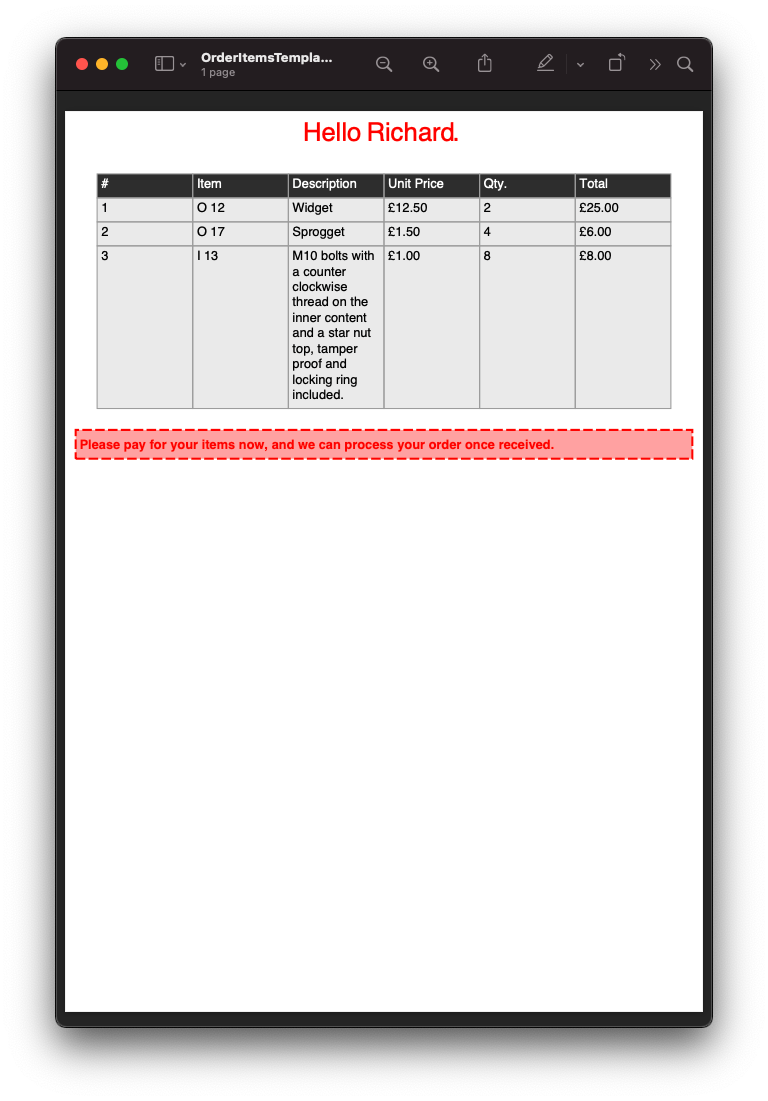 OrderItemsTempla...
1 page
Hello Richard.
# Item Description Unit Price Qty. Total
1 O 12 Widget £12.50 2 £25.00
2 O 17 Sprogget £1.50 4 £6.00
3 I 13 M10 bolts with £1.00 8 £8.00
a counter
clockwise
thread on the
inner content
and a star nut
top, tamper
proof and
locking ring
included.
Please pay for your items now, and we can process your order once received.